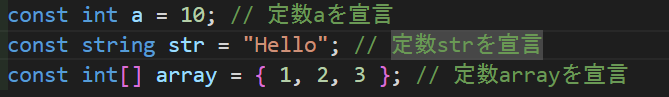 const int a = 10; // 定数aを宣言
const string str = "Hello"; // 定数strを宣言
const int[] array = { 1, 2, 3 }; // 定数arrayを宣言